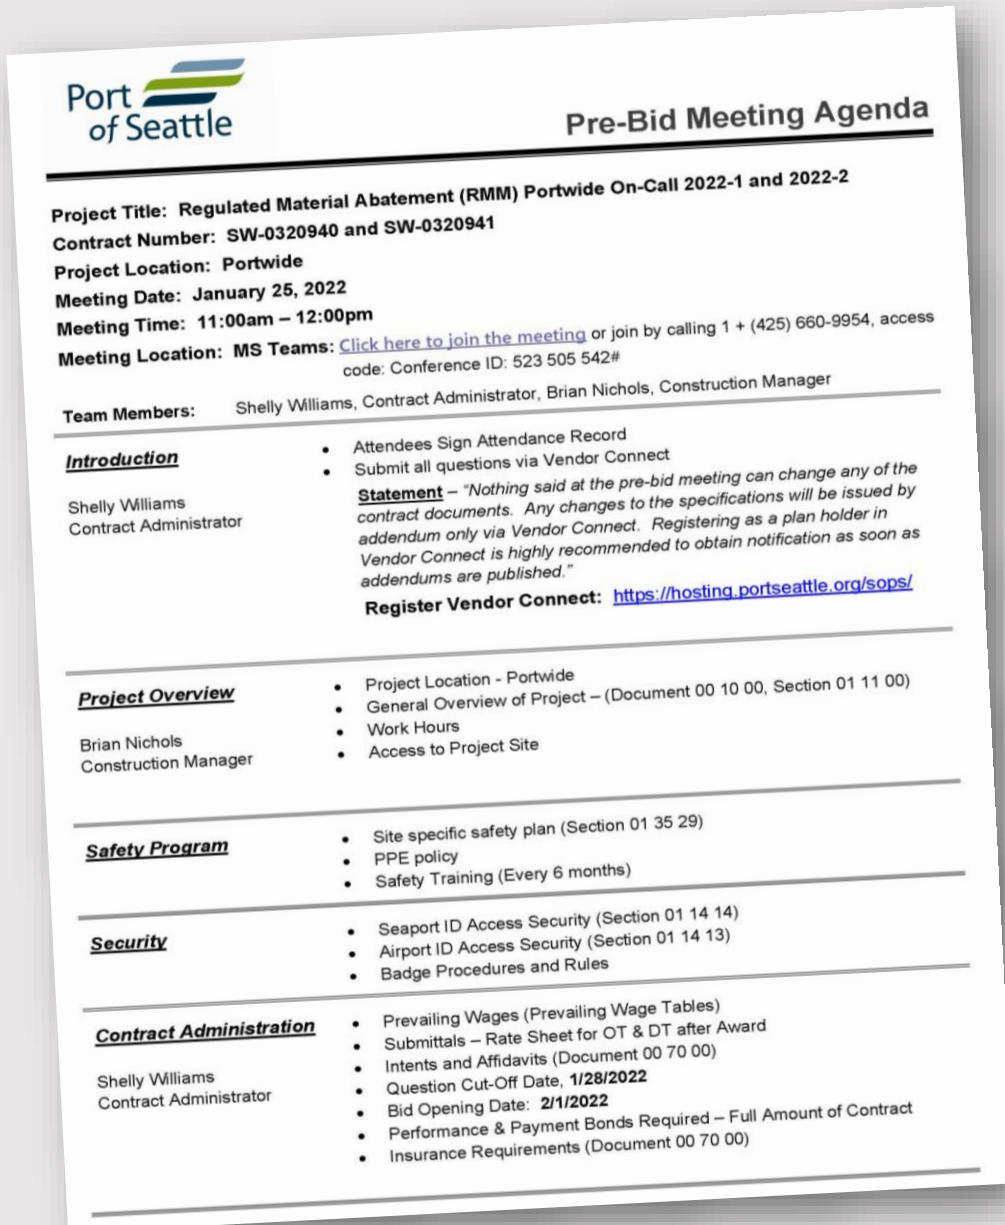 Port
of Seattle
Pre-Bid Meeting Agenda
Project Title: Regulated Material Abatement (RMM) Portwide On-Call 2022-1 and 2022-2
Contract Number: SW-0320940 and SW-0320941
Project Location: Portwide
Meeting Date: January 25, 2022
Meeting Time: 11:00am – 12:00pm
Meeting Location: MS Teams: Click here to join the meeting or join by calling 1 + (425) 660-9954, access
code: Conference ID: 523 505 542#
Team Members: Shelly Williams, Contract Administrator, Brian Nichols, Construction Manager
Introduction
Shelly Williams
Contract Administrator
• Attendees Sign Attendance Record
• Submit all questions via Vendor Connect
Statement – “Nothing said at the pre-bid meeting can change any of the
contract documents. Any changes to the specifications will be issued by
addendum only via Vendor Connect. Registering as a plan holder in
Vendor Connect is highly recommended to obtain notification as soon as
addendums are published.”
Register Vendor Connect: https://hosting.portseattle.org/sops/
Project Overview
Brian Nichols
Construction Manager
• Project Location - Portwide
• General Overview of Project – (Document 00 10 00, Section 01 11 00)
• Work Hours
• Access to Project Site
Safety Program
• Site specific safety plan (Section 01 35 29)
• PPE policy
• Safety Training (Every 6 months)
Security
• Seaport ID Access Security (Section 01 14 14)
• Airport ID Access Security (Section 01 14 13)
• Badge Procedures and Rules
Contract Administration
Shelly Williams
Contract Administrator
• Prevailing Wages (Prevailing Wage Tables)
• Submittals – Rate Sheet for OT & DT after Award
• Intents and Affidavits (Document 00 70 00)
• Question Cut-Off Date, 1/28/2022
• Bid Opening Date: 2/1/2022
• Performance & Payment Bonds Required – Full Amount of Contract
• Insurance Requirements (Document 00 70 00)